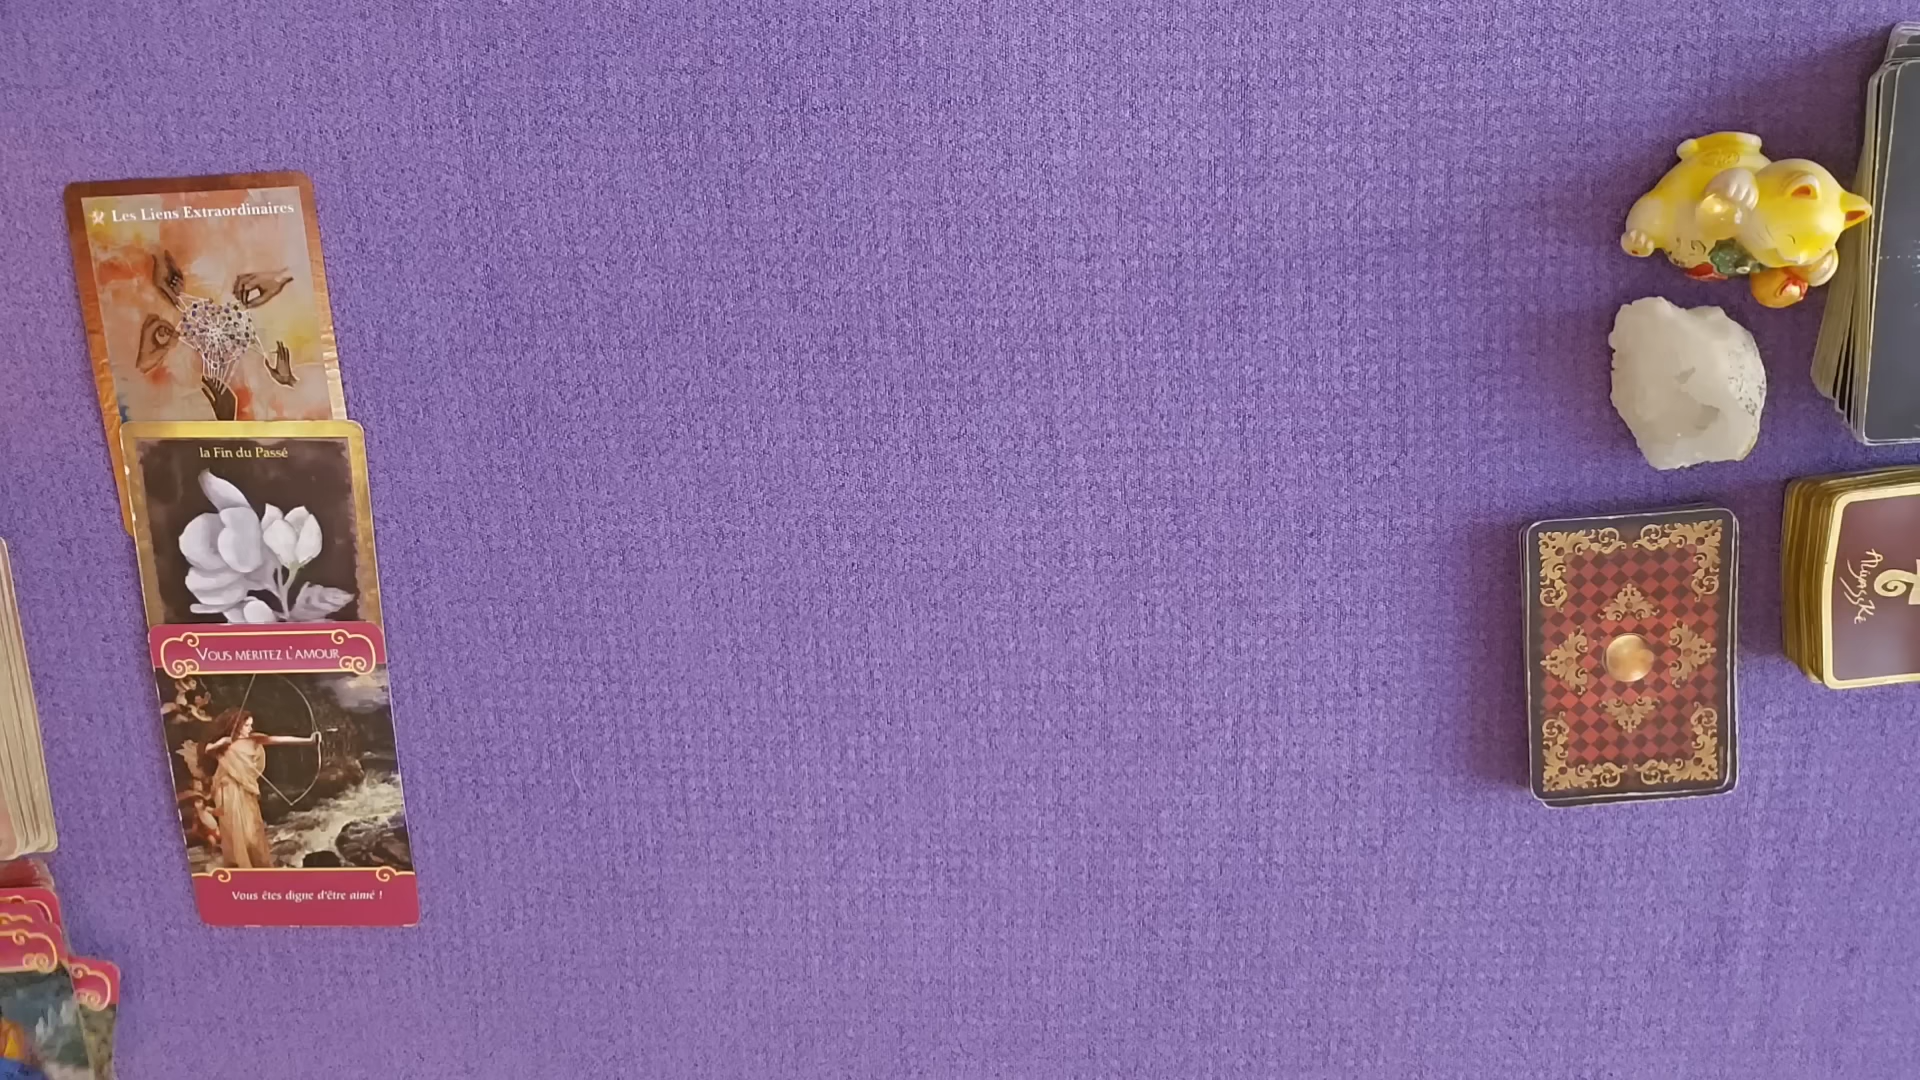 Les Liens Extraordinaires
la Fin du Passé
VOUS MÉRITEZ L'AMOUR
Vous êtes digne d'être aimé !